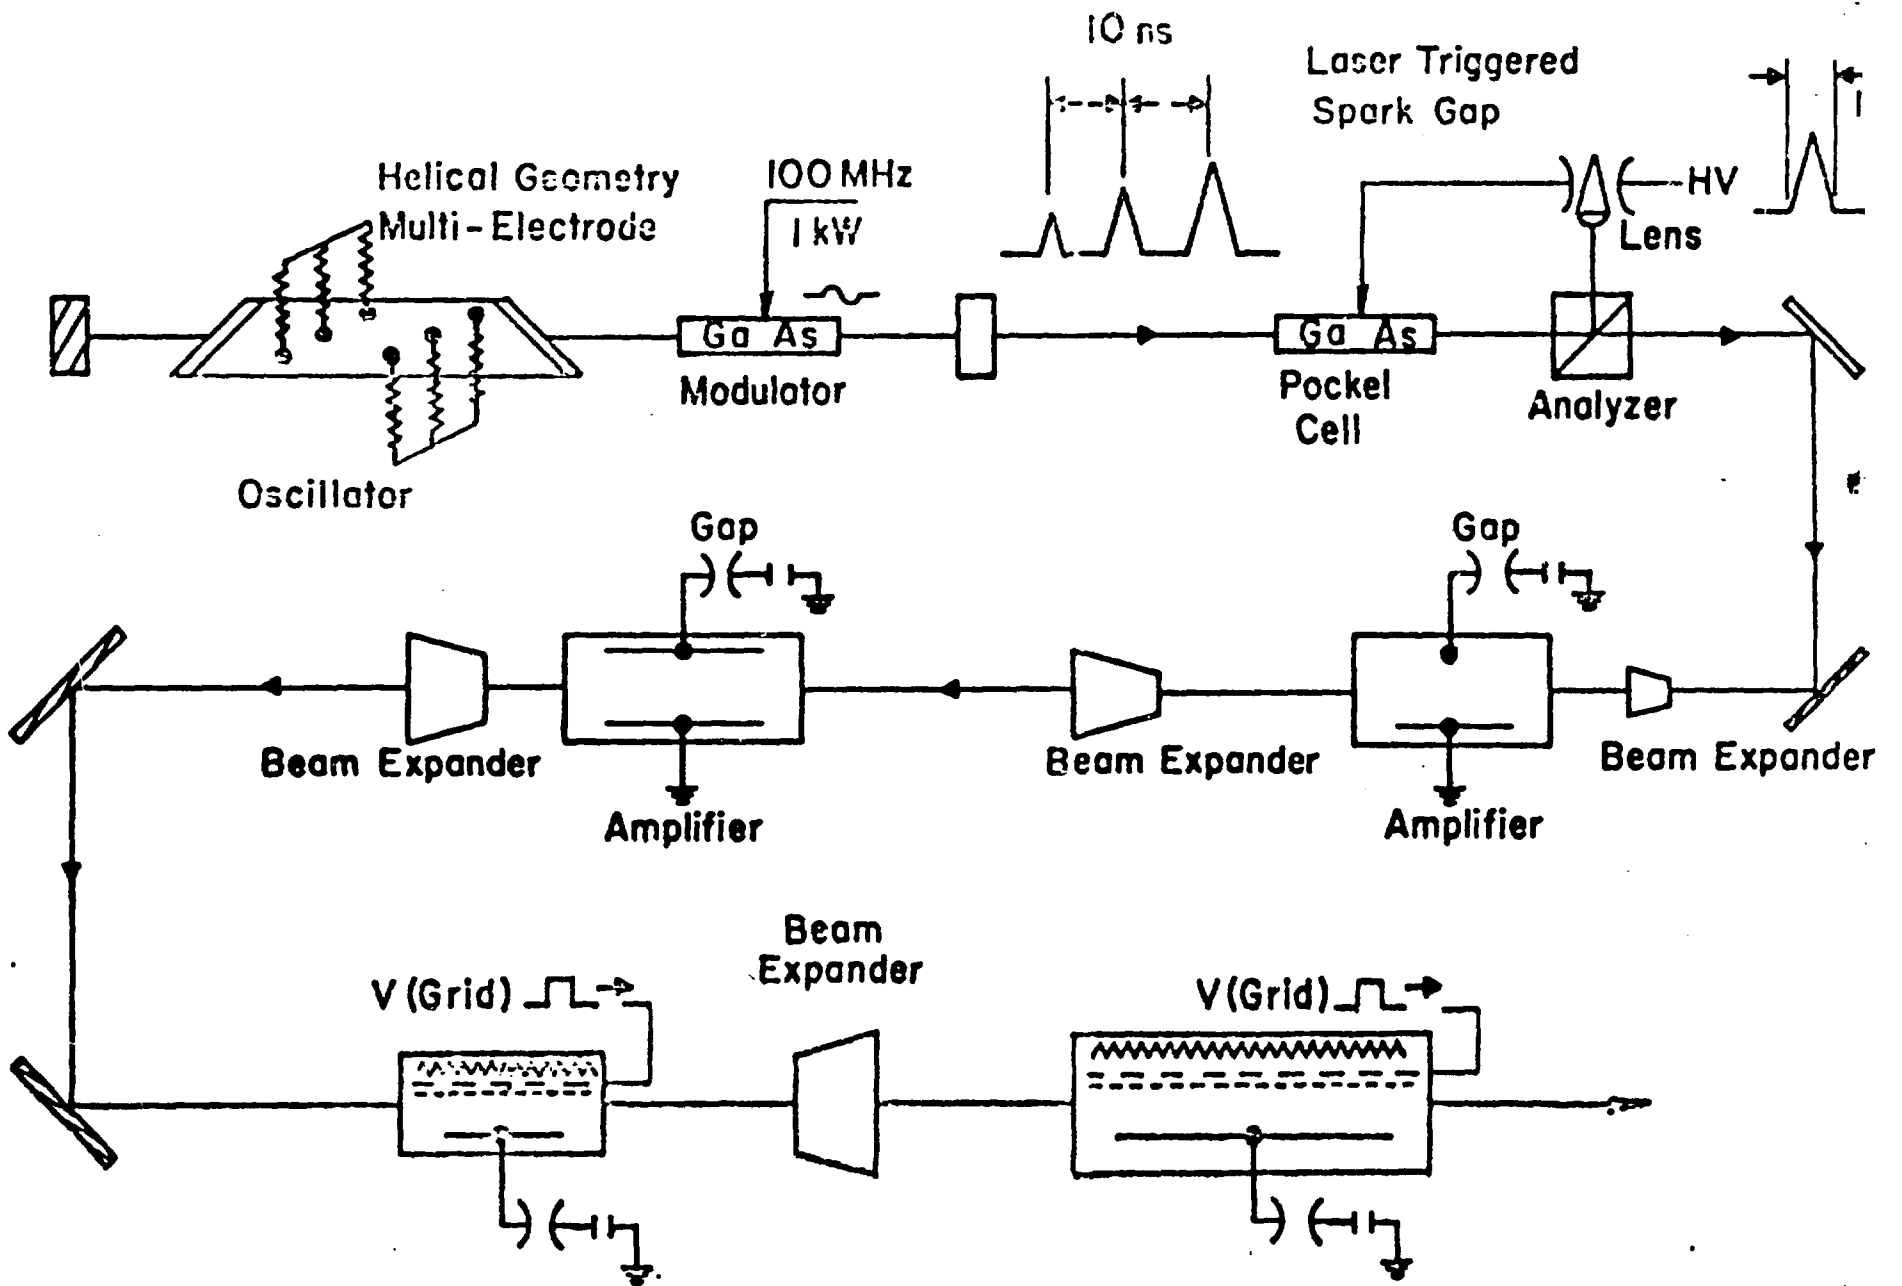 10 ns
Laser Triggered
Spark Gap
1
Helical Geometry
Multi-Electrode
100 MHz
1 kW
HV
Lens
Ga As
Modulator
Ga As
Pockel
Cell
Analyzer
Oscillator
Gap
Gap
Beam Expander
Beam Expander
Beam Expander
Amplifier
Amplifier
Beam
Expander
V (Grid)
V (Grid)